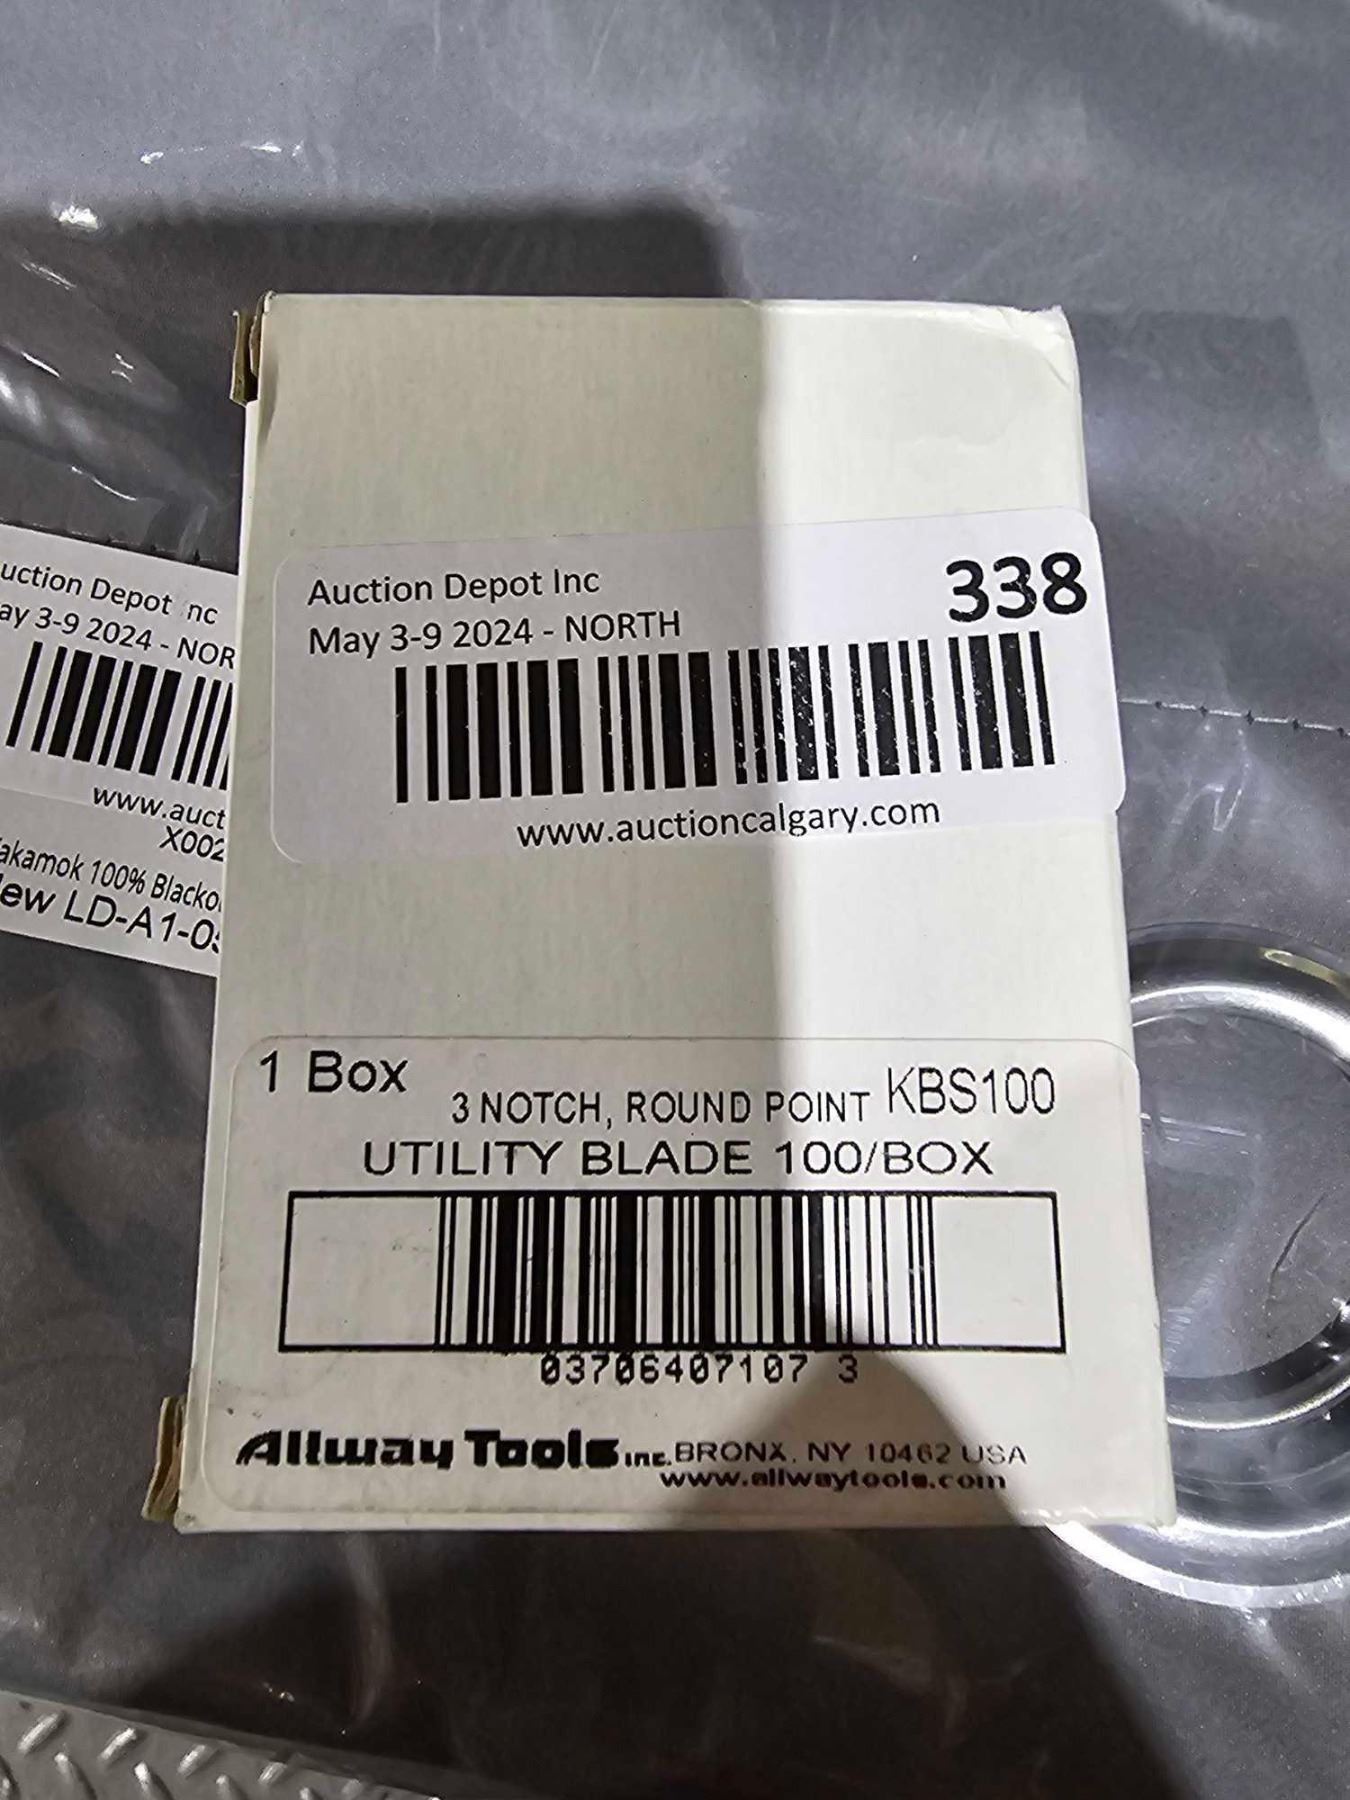 Auction Depot Inc
338
May 3-9 2024 - NORTH
www.auctioncalgary.com
1 Box
3 NOTCH, ROUND POINT KBS100
UTILITY BLADE 100/BOX
03706407107 3
Allway Tools inc. BRONX, NY 10462 USA
www.allwaytools.com
uction Depot nc
ay 3-9 2024 - NOR
www.auct
X002
akamok 100% Blacko
ew LD-A1-0